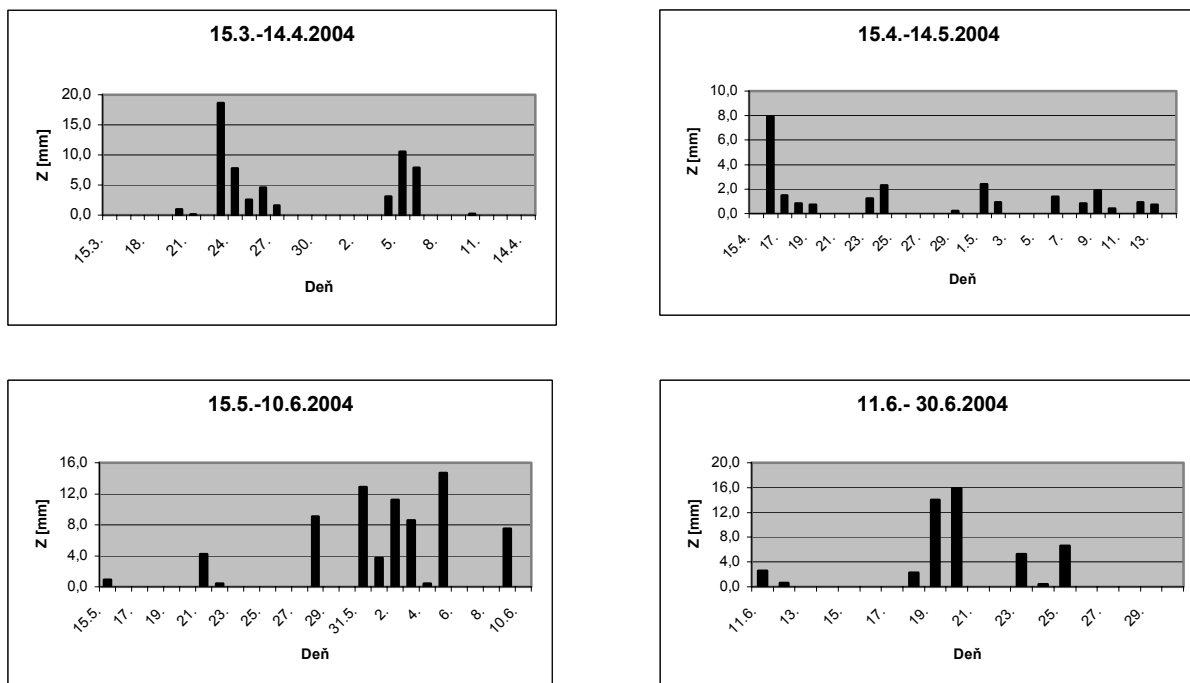 15.3.-14.4.2004
20,0
15,0
10,0
5,0
0,0
Z [mm]
15.3. 18. 21. 24. 27. 30. 2. 5. 8. 11. 14.4.
Deň
15.4.-14.5.2004
10,0
8,0
6,0
4,0
2,0
0,0
Z [mm]
15.4. 17. 19. 21. 23. 25. 27. 29. 1.5. 3. 5. 7. 9. 11. 13.
Deň
15.5.-10.6.2004
16,0
12,0
8,0
4,0
0,0
Z [mm]
15.5. 17. 19. 21. 23. 25. 27. 29. 31.5. 2. 4. 6. 8. 10.6.
Deň
11.6.- 30.6.2004
20,0
16,0
12,0
8,0
4,0
0,0
Z [mm]
11.6. 13. 15. 17. 19. 21. 23. 25. 27. 29.
Deň